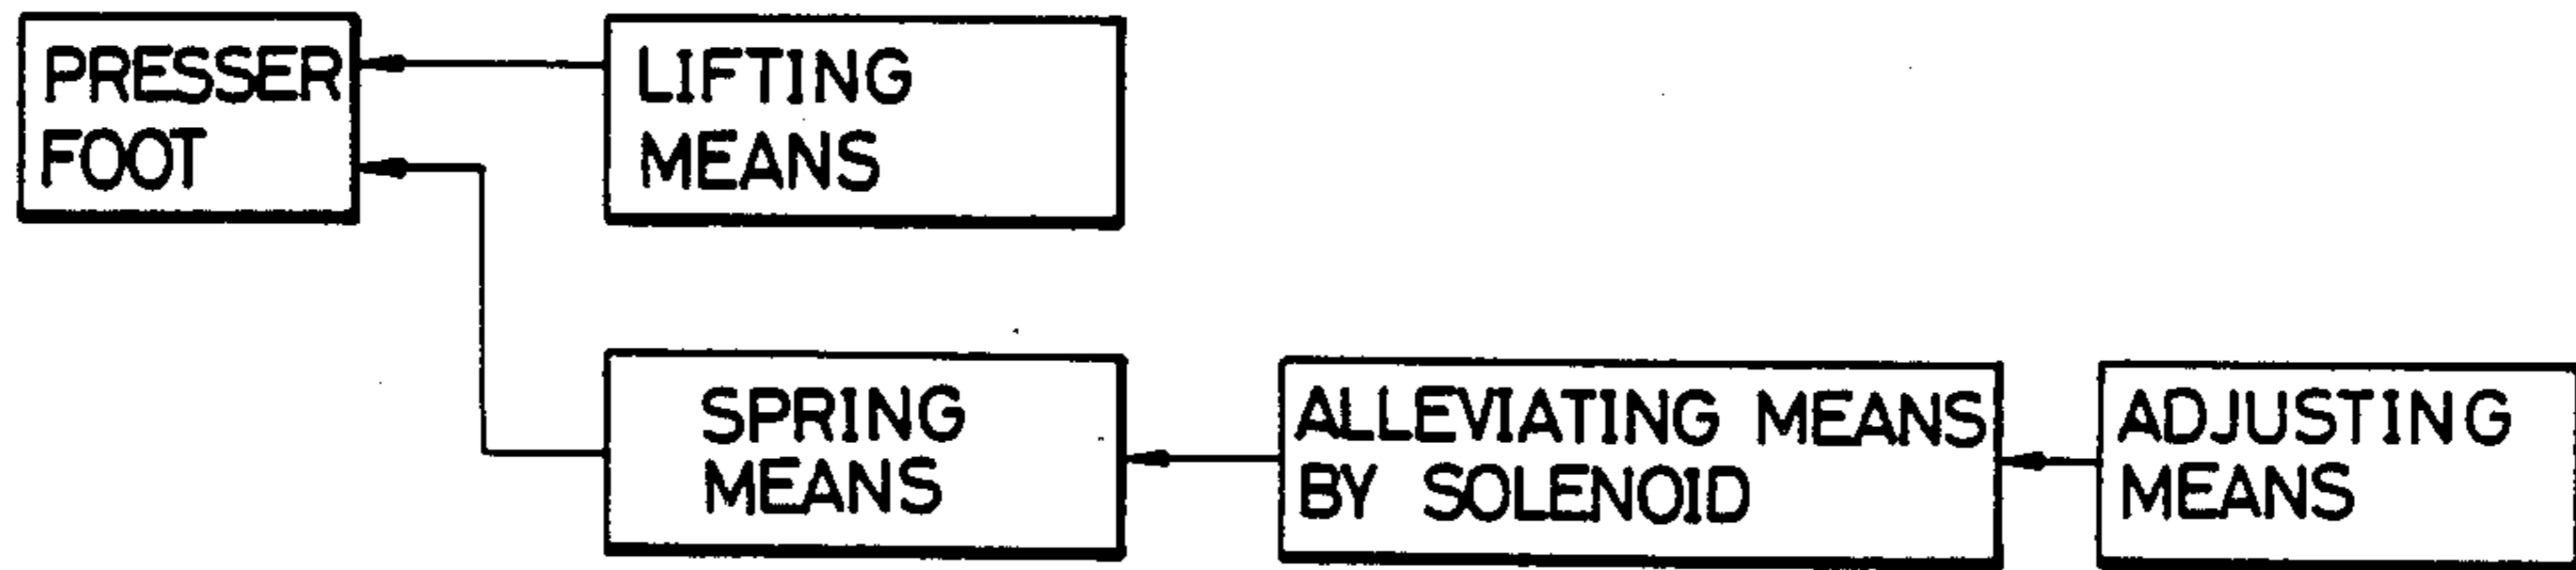 PRESSER
FOOT
LIFTING
MEANS
SPRING
MEANS
ALLEVIATING MEANS
BY SOLENOID
ADJUSTING
MEANS